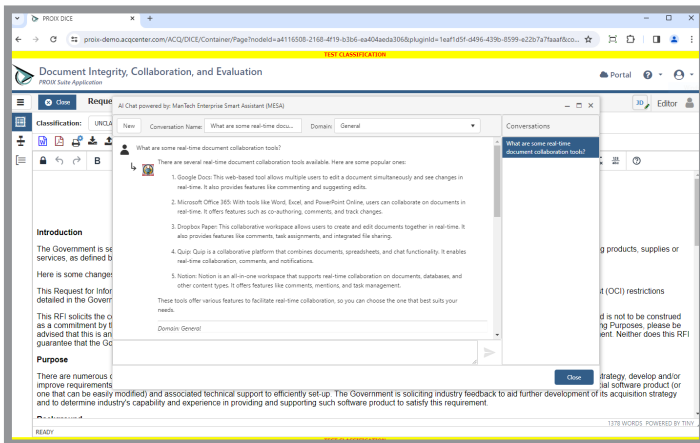 PROIX DICE
proix-demo.acqcenter.com/ACQ/DICE/Container/Page?nodeId=a4116508-2168-4f19-b3b6-ea404aeda306&pluginId=1eaf1d5f-d496-439b-8599-e22b7a7faaaf&co...
TEST CLASSIFICATION
Document Integrity, Collaboration, and Evaluation
PROIX Suite Application
Portal
Close
Reque
JD
Editor
Classification:
UNCLA
AI Chat powered by: ManTech Enterprise Smart Assistant (MESA)
New
Conversation Name:
What are some real-time docu...
Domain:
General
Conversations
What are some real-time
document collaboration tools?
What are some real-time document collaboration tools?
There are several real-time document collaboration tools available. Here are some popular ones:
1. Google Docs: This web-based tool allows multiple users to edit a document simultaneously and see changes in
real-time. It also provides features like commenting and suggesting edits.
2. Microsoft Office 365: With tools like Word, Excel, and PowerPoint Online, users can collaborate on documents in
real-time. It offers features such as co-authoring, comments, and track changes.
3. Dropbox Paper: This collaborative workspace allows users to create and edit documents together in real-time. It
also provides features like comments, task assignments, and integrated file sharing.
4. Quip: Quip is a collaborative platform that combines documents, spreadsheets, and chat functionality. It enables
real-time collaboration, comments, and notifications.
5. Notion: Notion is an all-in-one workspace that supports real-time collaboration on documents, databases, and
other content types. It offers features like comments, mentions, and task management.
These tools offer various features to facilitate real-time collaboration, so you can choose the one that best suits your
needs.
Domain: General
Close
B
Introduction
The Government is se
g products, supplies or
services, as defined b
Here is some change
This Request for Infor
st (OCI) restrictions
detailed in the Govern
This RFI solicits the c
d is not to be construed
as a commitment by t
ng Purposes, please be
advised that this is an
ent. Neither does this RFI
guarantee that the Go
Purpose
There are numerous c
strategy, develop and/or
improve requirements
cial software product (or
one that can be easily modified) and associated technical support to efficiently set-up. The Government is soliciting industry feedback to aid further development of its acquisition strategy
and to determine industry's capability and experience in providing and supporting such software product to satisfy this requirement.
1378 WORDS POWERED BY TINY
READY